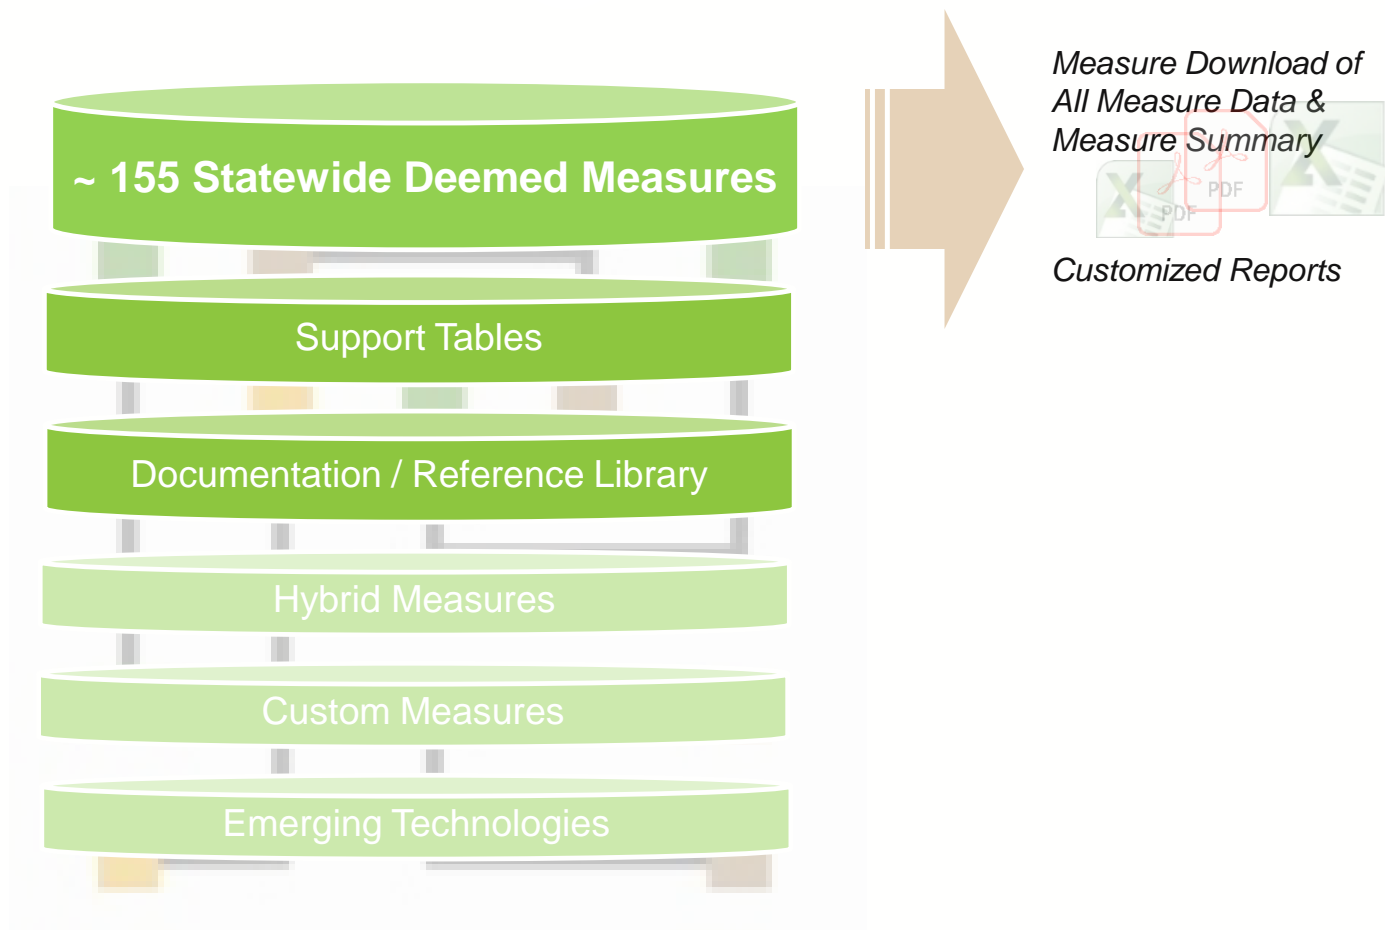 ~ 155 Statewide Deemed Measures
Support Tables
Documentation / Reference Library
Hybrid Measures
Custom Measures
Emerging Technologies
Measure Download of
All Measure Data &
Measure Summary
PDF
PDF
Customized Reports